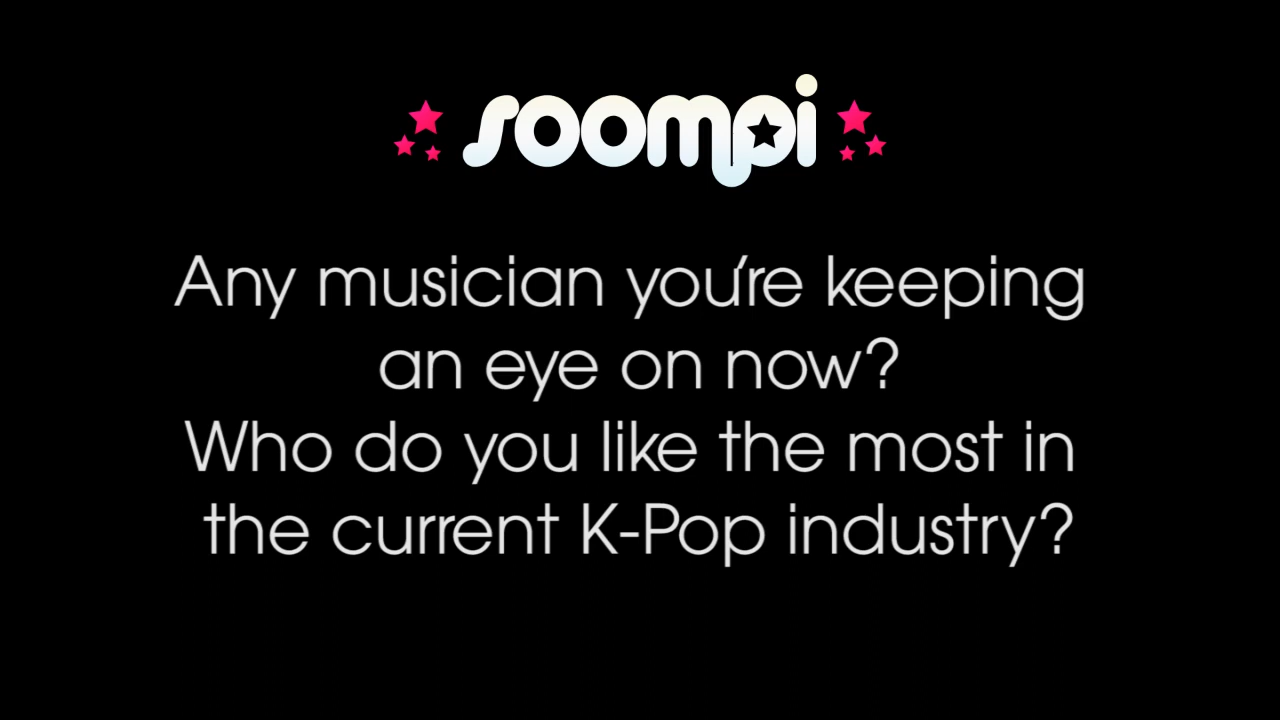 soompi
Any musician you're keeping
an eye on now?
Who do you like the most in
the current K-Pop industry?